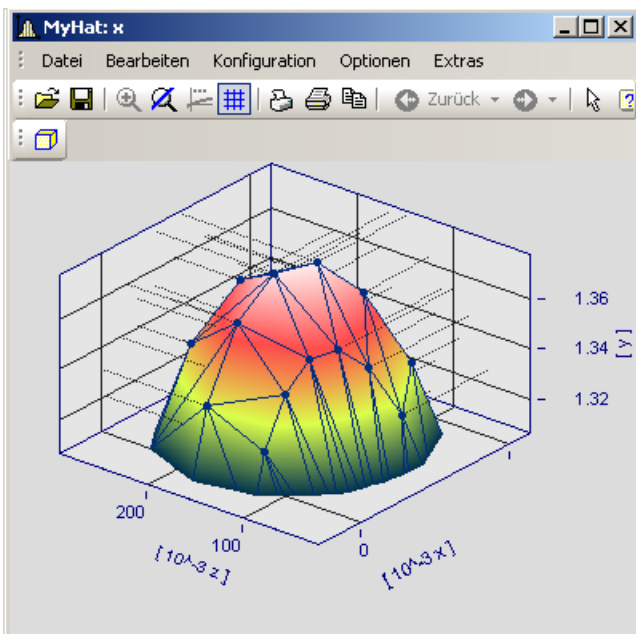 MyHat: x
Datei Bearbeiten Konfiguration Optionen Extras
Zurück
?
1.36
1.34
1.32
[ y ]
200
100
0
[ 10^-3 z ]
[ 10^-3 x ]